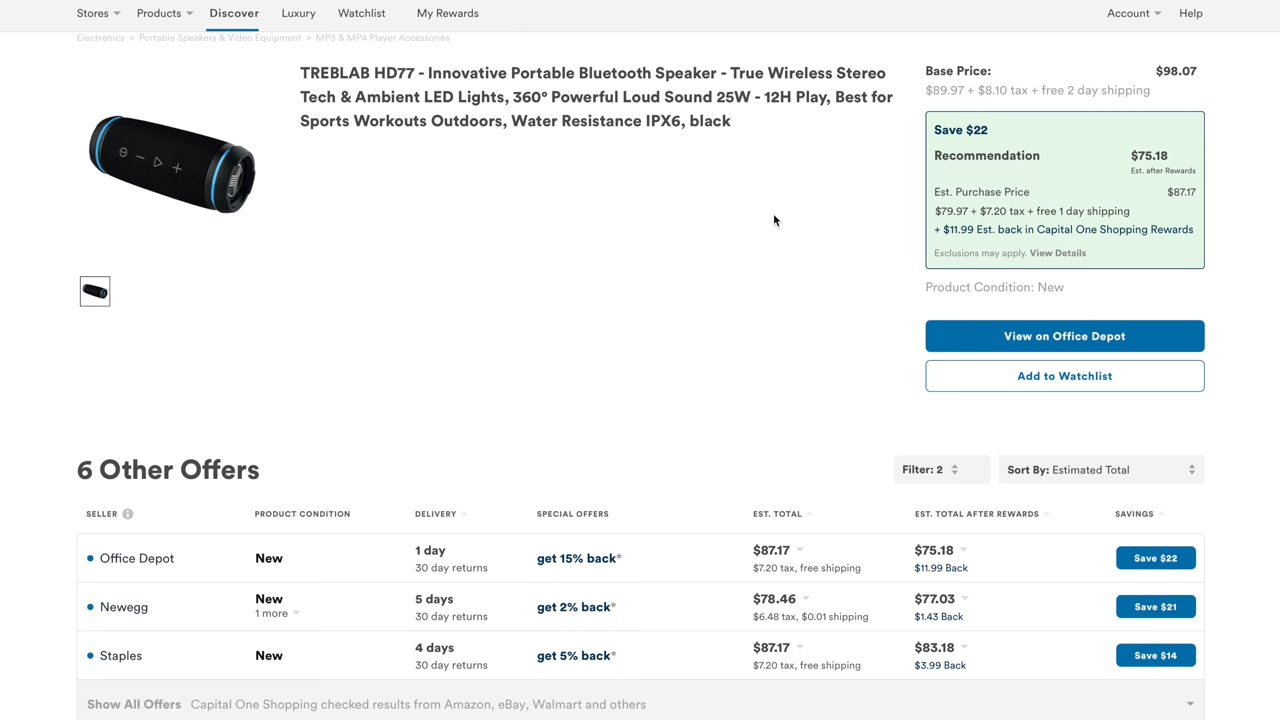 Stores Products Discover Luxury Watchlist My Rewards Account Help
Electronics > Portable Speakers & Video Equipment > MP3 & MP4 Player Accessories
TREBLAB HD77 - Innovative Portable Bluetooth Speaker - True Wireless Stereo
Tech & Ambient LED Lights, 360° Powerful Loud Sound 25W - 12H Play, Best for
Sports Workouts Outdoors, Water Resistance IPX6, black
Base Price: $98.07
$89.97 + $8.10 tax + free 2 day shipping
Save $22
Recommendation $75.18
Est. after Rewards
Est. Purchase Price $87.17
$79.97 + $7.20 tax + free 1 day shipping
+ $11.99 Est. back in Capital One Shopping Rewards
Exclusions may apply. View Details
Product Condition: New
View on Office Depot
Add to Watchlist
6 Other Offers
Filter: 2 Sort By: Estimated Total
SELLER PRODUCT CONDITION DELIVERY SPECIAL OFFERS EST. TOTAL EST. TOTAL AFTER REWARDS SAVINGS
Office Depot New 1 day get 15% back* $87.17 $75.18 Save $22
30 day returns $7.20 tax, free shipping $11.99 Back
Newegg New 5 days get 2% back* $78.46 $77.03 Save $21
1 more 30 day returns $6.48 tax, $0.01 shipping $1.43 Back
Staples New 4 days get 5% back* $87.17 $83.18 Save $14
30 day returns $7.20 tax, free shipping $3.99 Back
Show All Offers Capital One Shopping checked results from Amazon, eBay, Walmart and others